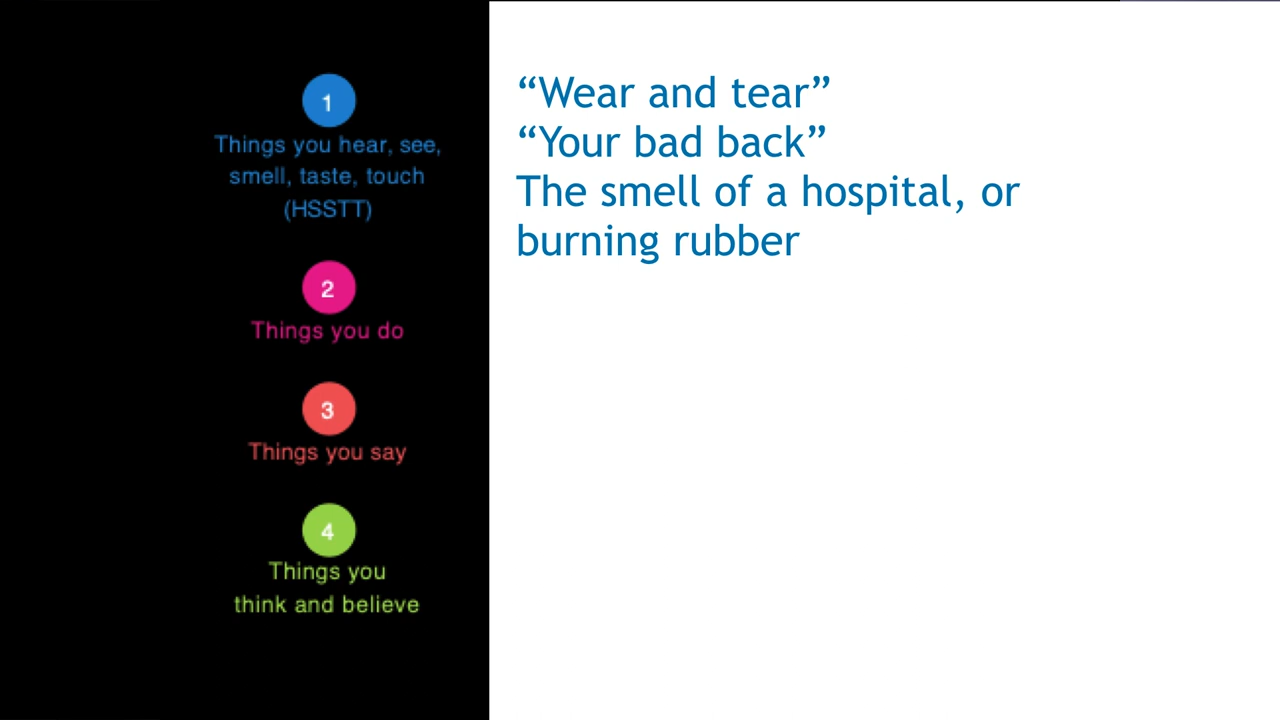 1
Things you hear, see,
smell, taste, touch
(HSSTT)
2
Things you do
3
Things you say
4
Things you
think and believe
“Wear and tear”
“Your bad back”
The smell of a hospital, or
burning rubber